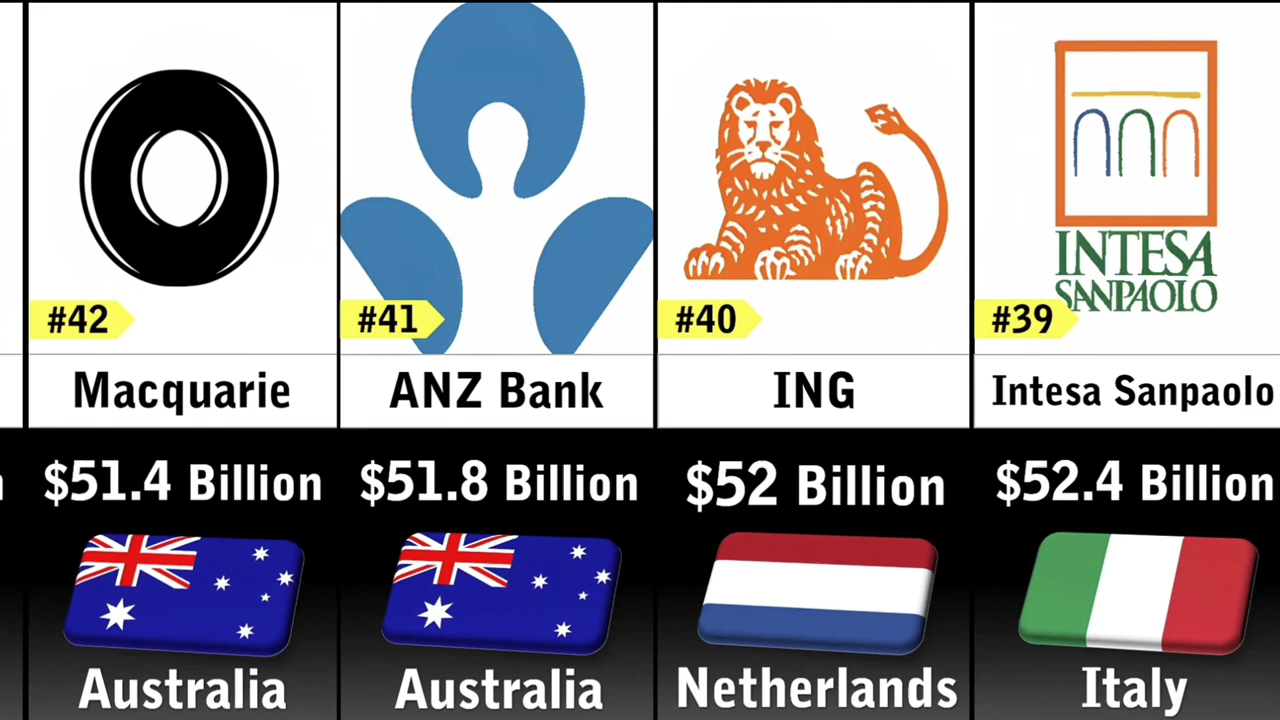 INTESA
SANPAOLO
#42
#41
#40
#39
Macquarie
ANZ Bank
ING
Intesa Sanpaolo
$51.4 Billion
$51.8 Billion
$52 Billion
$52.4 Billion
Australia
Australia
Netherlands
Italy